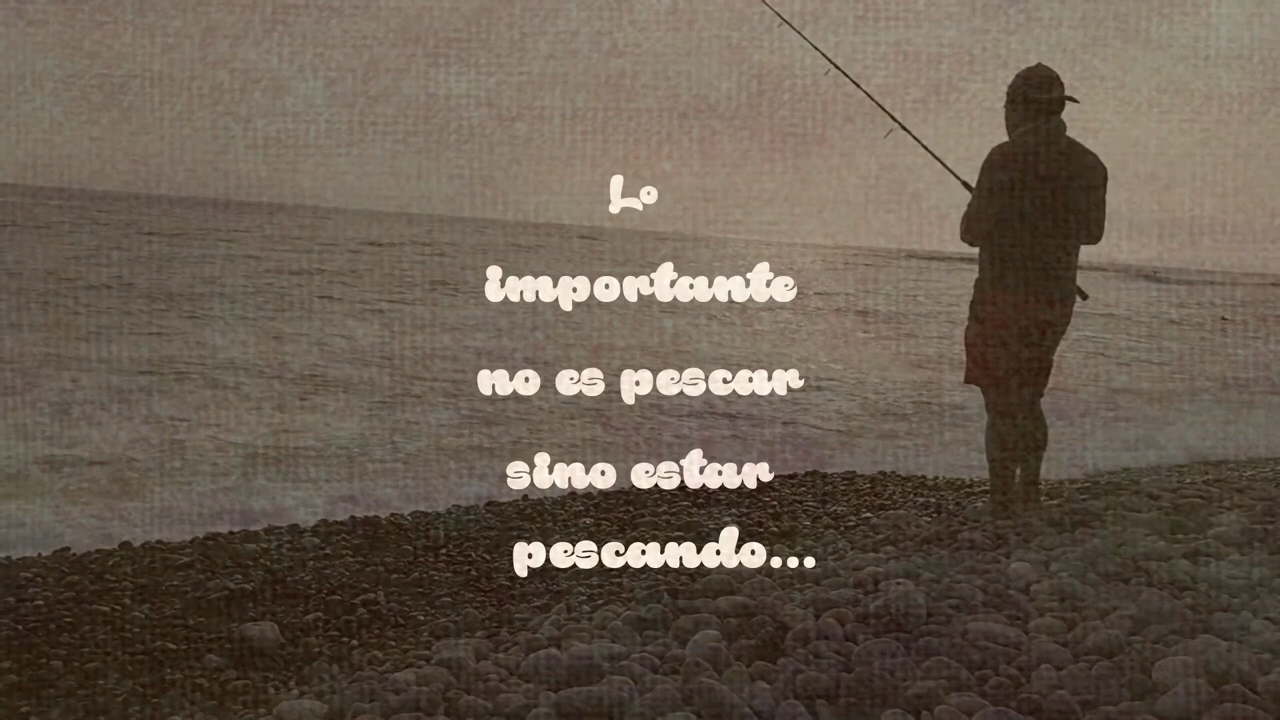 Lo
importante
no es pescar
sino estar
pescando...